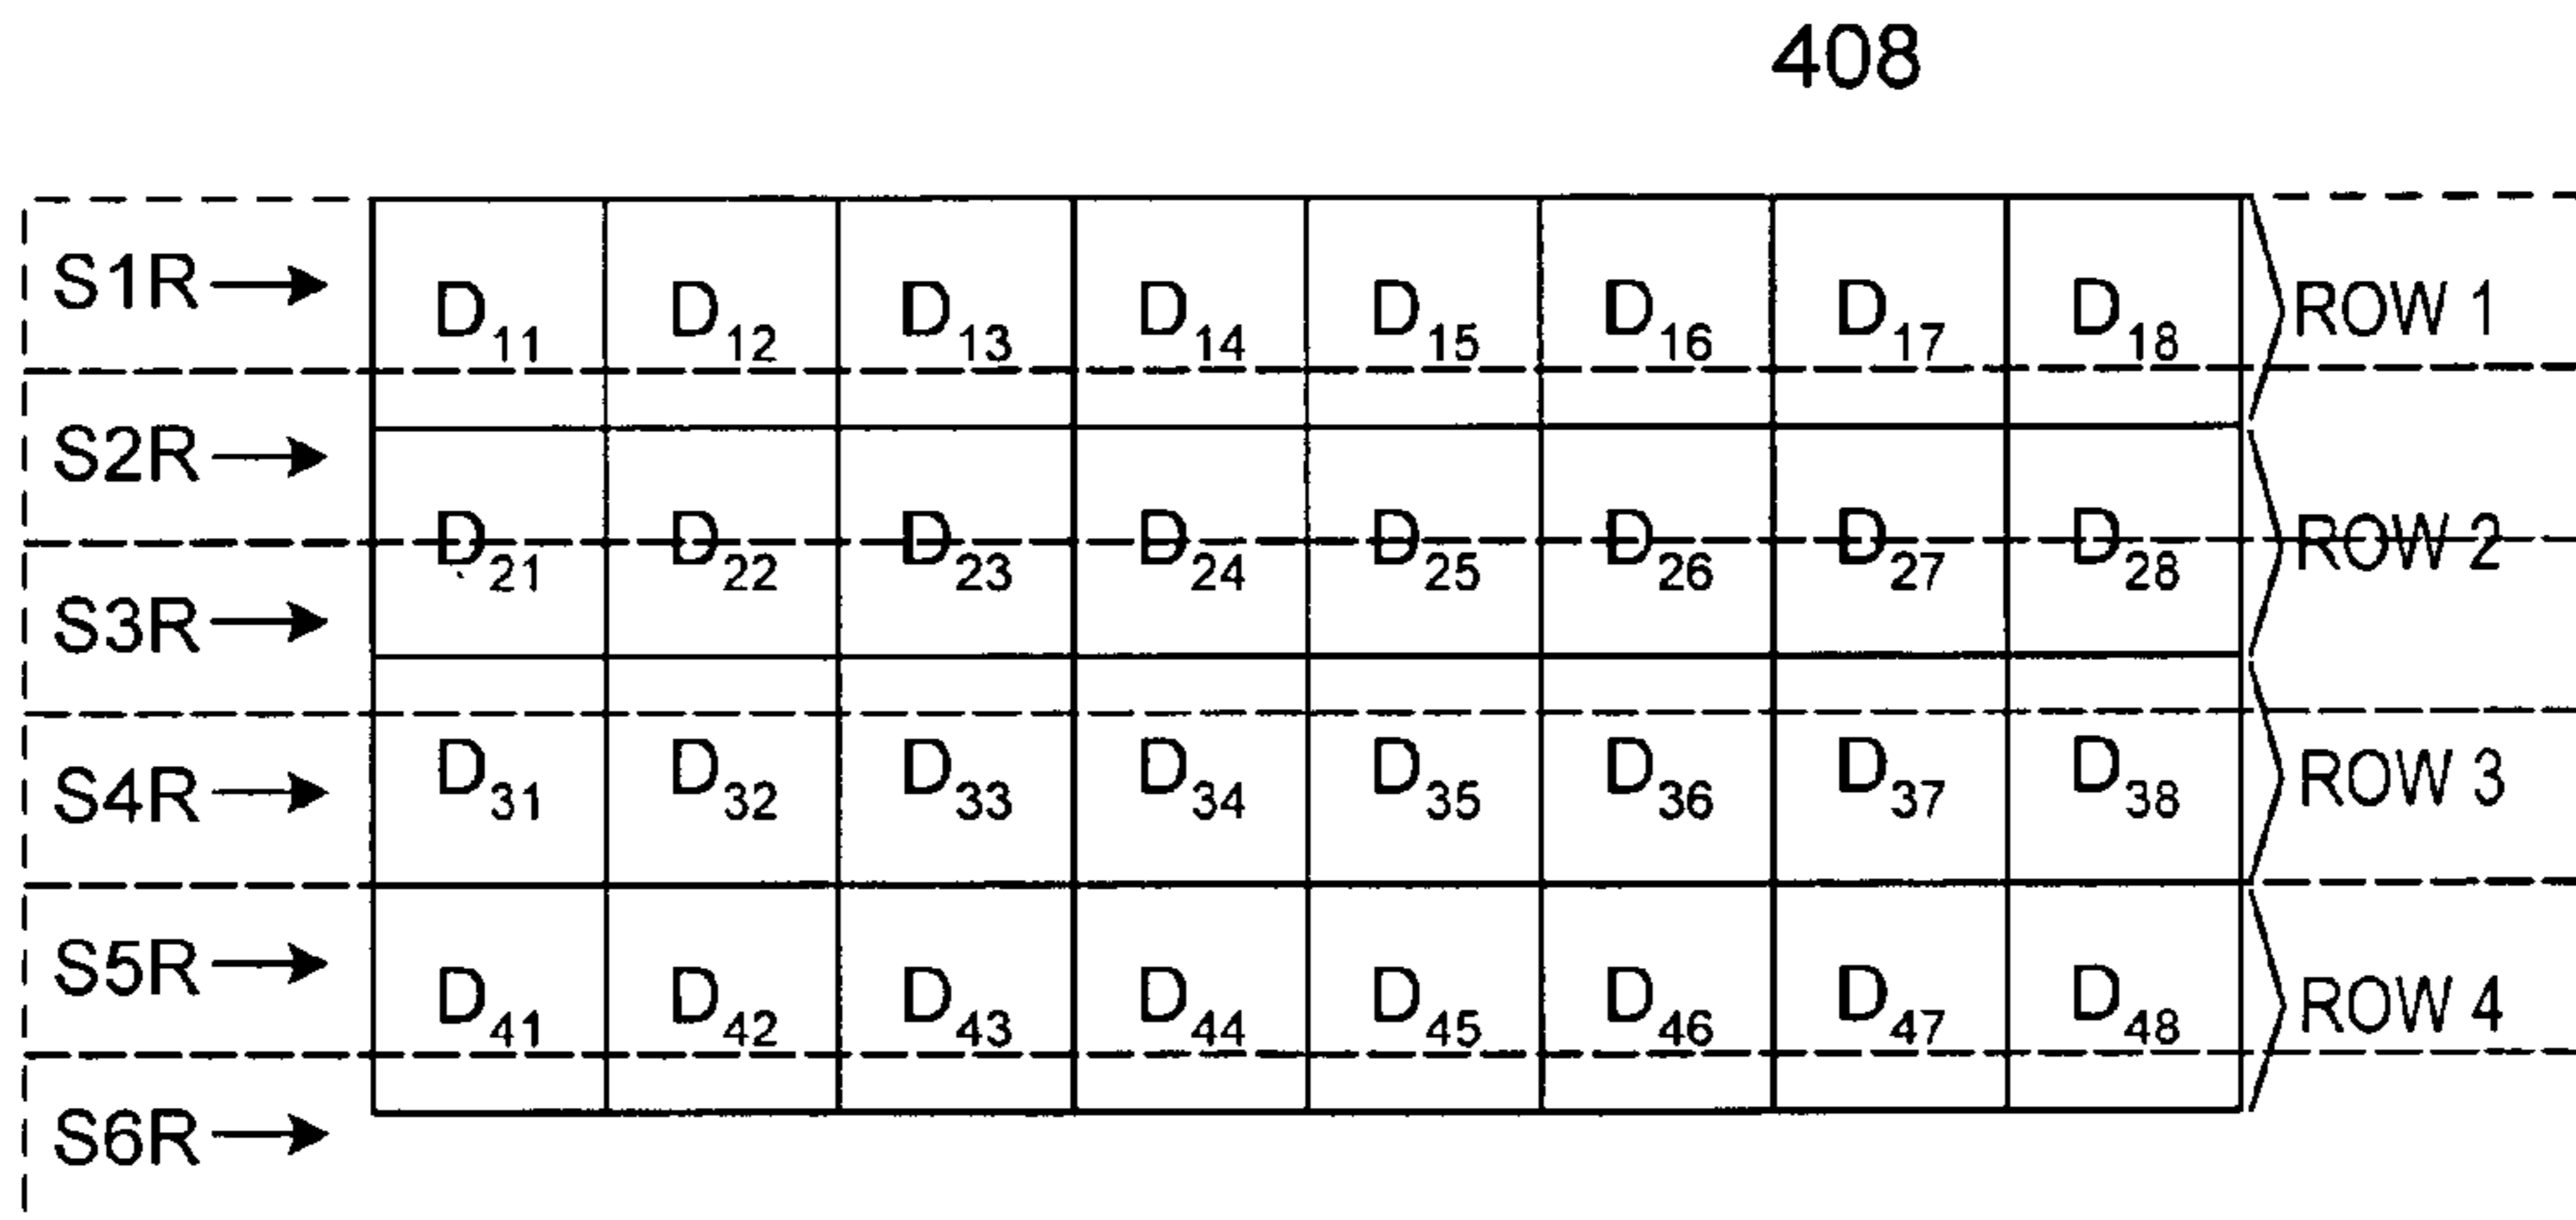 408
S1R D11 D12 D13 D14 D15 D16 D17 D18 ROW 1
S2R
D21 D22 D23 D24 D25 D26 D27 D28 ROW 2
S3R
S4R D31 D32 D33 D34 D35 D36 D37 D38 ROW 3
S5R D41 D42 D43 D44 D45 D46 D47 D48 ROW 4
S6R